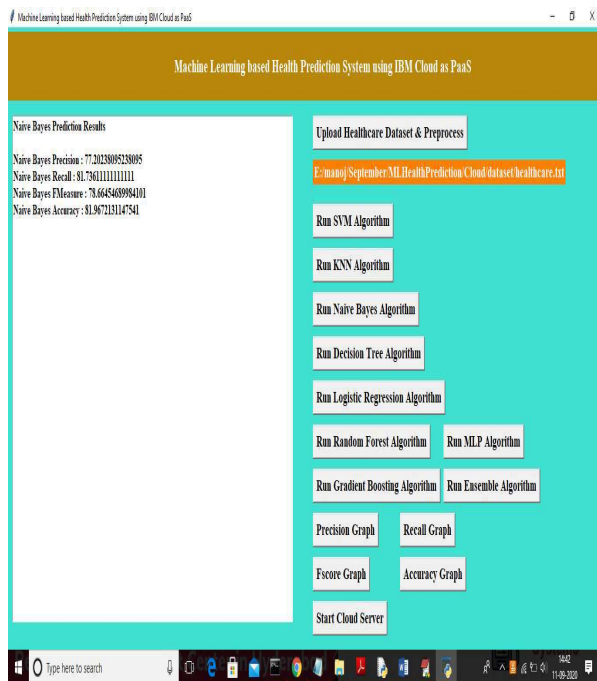 Machine Learning based Health Prediction System using IBM Cloud as PaaS
Machine Learning based Health Prediction System using IBM Cloud as PaaS
Naive Bayes Prediction Results
Naive Bayes Precision : 77.20238095238095
Naive Bayes Recall : 81.73611111111111
Naive Bayes FMeasure : 78.66454689984101
Naive Bayes Accuracy : 81.9672131147541
Upload Healthcare Dataset & Preprocess
E:/manoj/September/MLHealthPrediction/Cloud/dataset/healthcare.txt
Run SVM Algorithm
Run KNN Algorithm
Run Naive Bayes Algorithm
Run Decision Tree Algorithm
Run Logistic Regression Algorithm
Run Random Forest Algorithm Run MLP Algorithm
Run Gradient Boosting Algorithm Run Ensemble Algorithm
Precision Graph Recall Graph
Fscore Graph Accuracy Graph
Start Cloud Server
Type here to search
14:42
11-09-2020